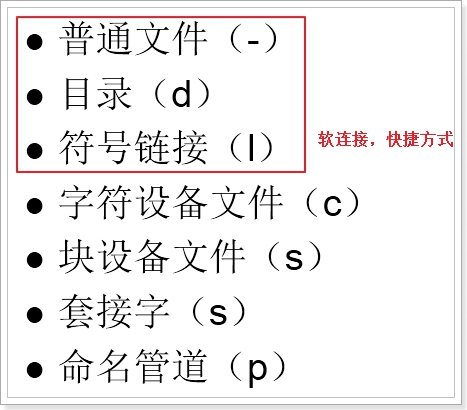 ● 普通文件（-）
● 目录（d）
● 符号链接（l）
软连接，快捷方式
● 字符设备文件（c）
● 块设备文件（s）
● 套接字（s）
● 命名管道（p）